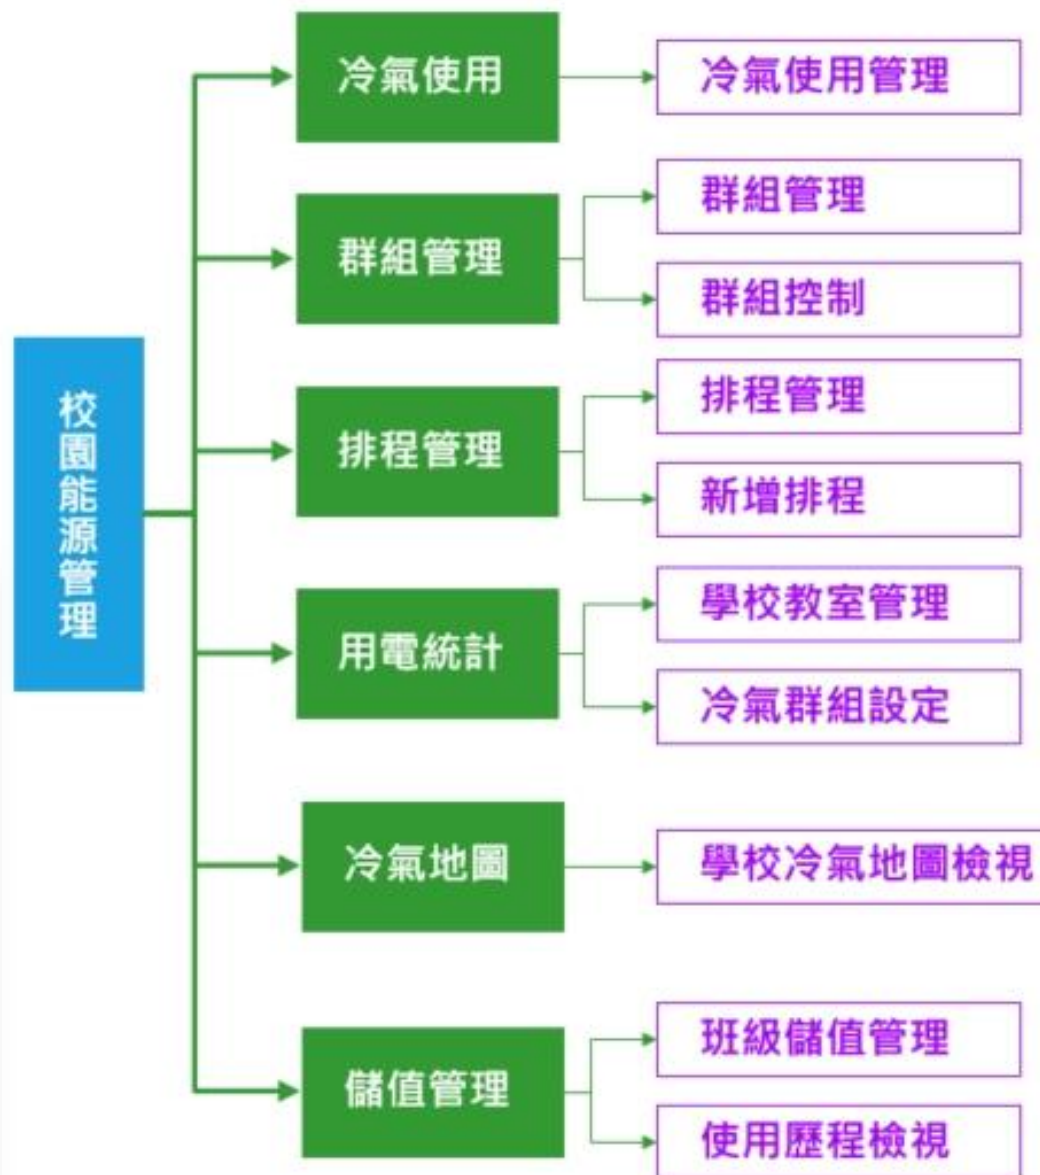 校園能源管理
冷氣使用
冷氣使用管理
群組管理
群組管理
群組控制
排程管理
排程管理
新增排程
用電統計
學校教室管理
冷氣群組設定
冷氣地圖
學校冷氣地圖檢視
儲值管理
班級儲值管理
使用歷程檢視